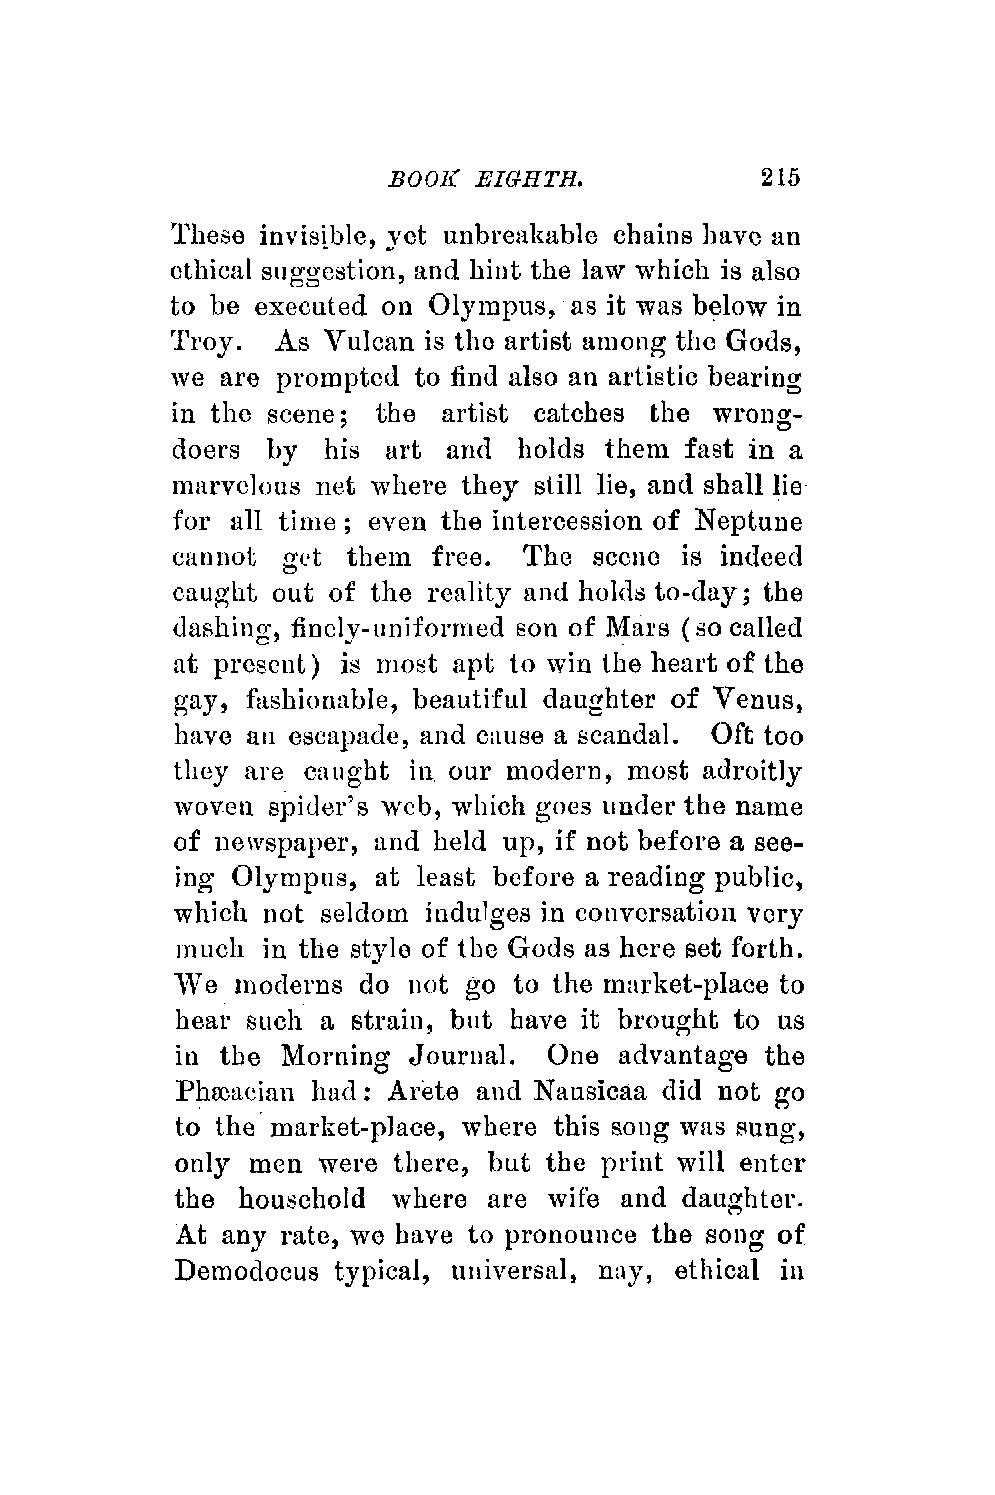 BOOK EIGHTH. 215
These invisible, yet unbreakable chains have an
ethical suggestion, and hint the law which is also
to be executed on Olympus, as it was below in
Troy. As Vulcan is the artist among the Gods,
we are prompted to find also an artistic bearing
in the scene; the artist catches the wrong-
doers by his art and holds them fast in a
marvelous net where they still lie, and shall lie
for all time; even the intercession of Neptune
cannot get them free. The scene is indeed
caught out of the reality and holds to-day; the
dashing, finely-uniformed son of Mars (so called
at present) is most apt to win the heart of the
gay, fashionable, beautiful daughter of Venus,
have an escapade, and cause a scandal. Oft too
they are caught in our modern, most adroitly
woven spider's web, which goes under the name
of newspaper, and held up, if not before a see-
ing Olympus, at least before a reading public,
which not seldom indulges in conversation very
much in the style of the Gods as here set forth.
We moderns do not go to the market-place to
hear such a strain, but have it brought to us
in the Morning Journal. One advantage the
Phæacian had: Arete and Nausicaa did not go
to the market-place, where this song was sung,
only men were there, but the print will enter
the household where are wife and daughter.
At any rate, we have to pronounce the song of
Demodocus typical, universal, nay, ethical in